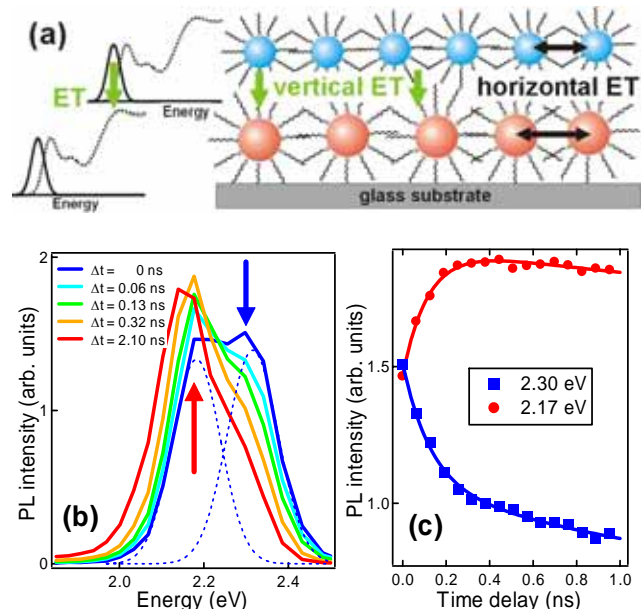 (a)
ET
Energy
Energy
vertical ET
horizontal ET
glass substrate
PL intensity (arb. units)
2
1
0
Δt = 0 ns
Δt = 0.06 ns
Δt = 0.13 ns
Δt = 0.32 ns
Δt = 2.10 ns
(b)
2.0 2.2 2.4
Energy (eV)
PL intensity (arb. units)
1.5
1.0
2.30 eV
2.17 eV
(c)
0.0 0.2 0.4 0.6 0.8 1.0
Time delay (ns)